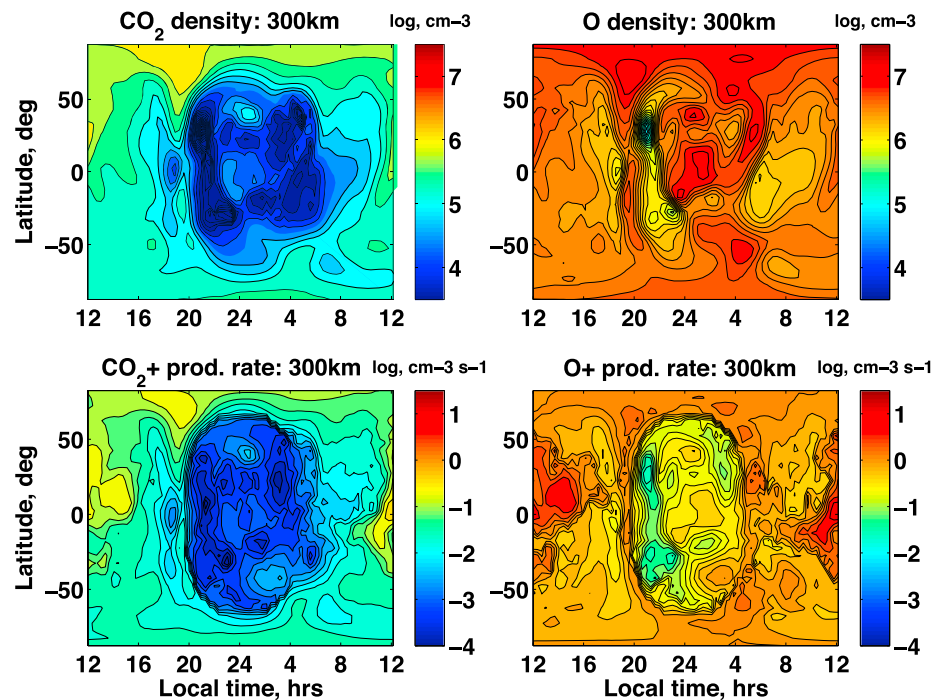 CO2 density: 300km
log, cm−3
O density: 300km
log, cm−3
Latitude, deg
50
0
−50
12 16 20 24 4 8 12
7
6
5
4
50
0
−50
12 16 20 24 4 8 12
7
6
5
4
CO2+ prod. rate: 300km
log, cm−3 s−1
O+ prod. rate: 300km
log, cm−3 s−1
Latitude, deg
50
0
−50
12 16 20 24 4 8 12
Local time, hrs
1
0
−1
−2
−3
−4
50
0
−50
12 16 20 24 4 8 12
Local time, hrs
1
0
−1
−2
−3
−4